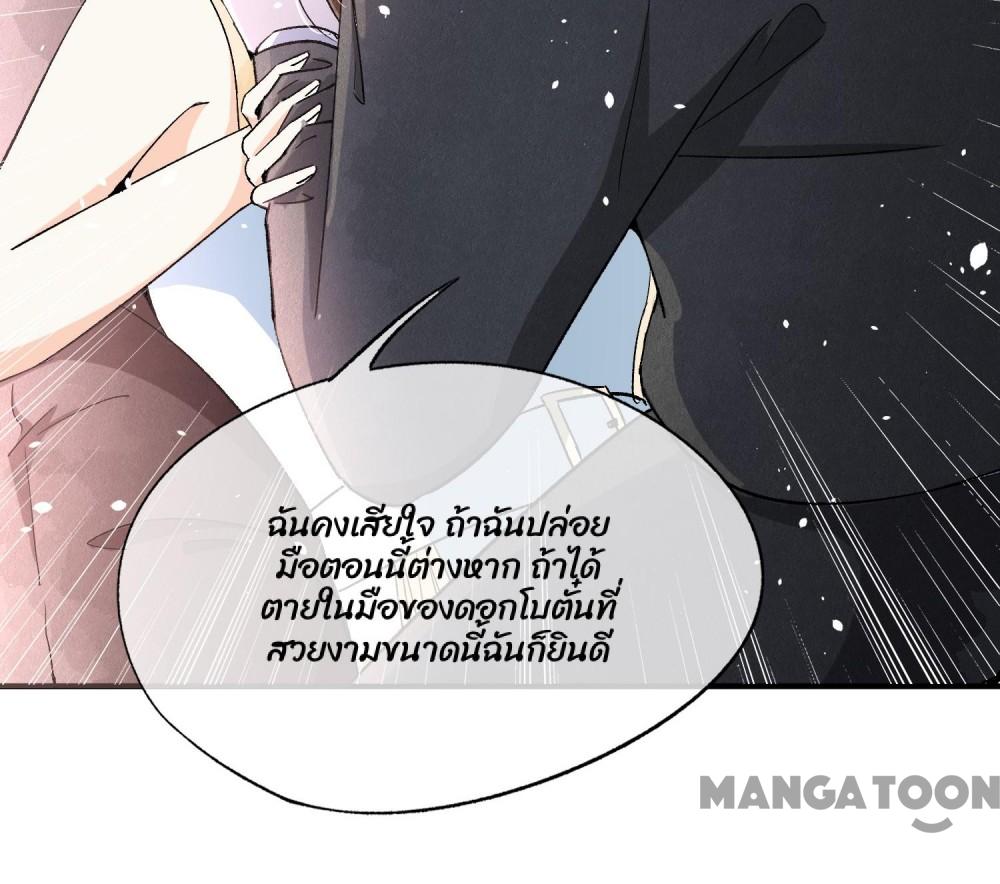 ฉันคงเสียใจ ถ้าฉันปล่อย
มือตอนนี้ต่างหาก ถ้าได้
ตายในมือของดอกโบตั๋นที่
สวยงามขนาดนี้ฉันก็ยินดี
MANGATOON